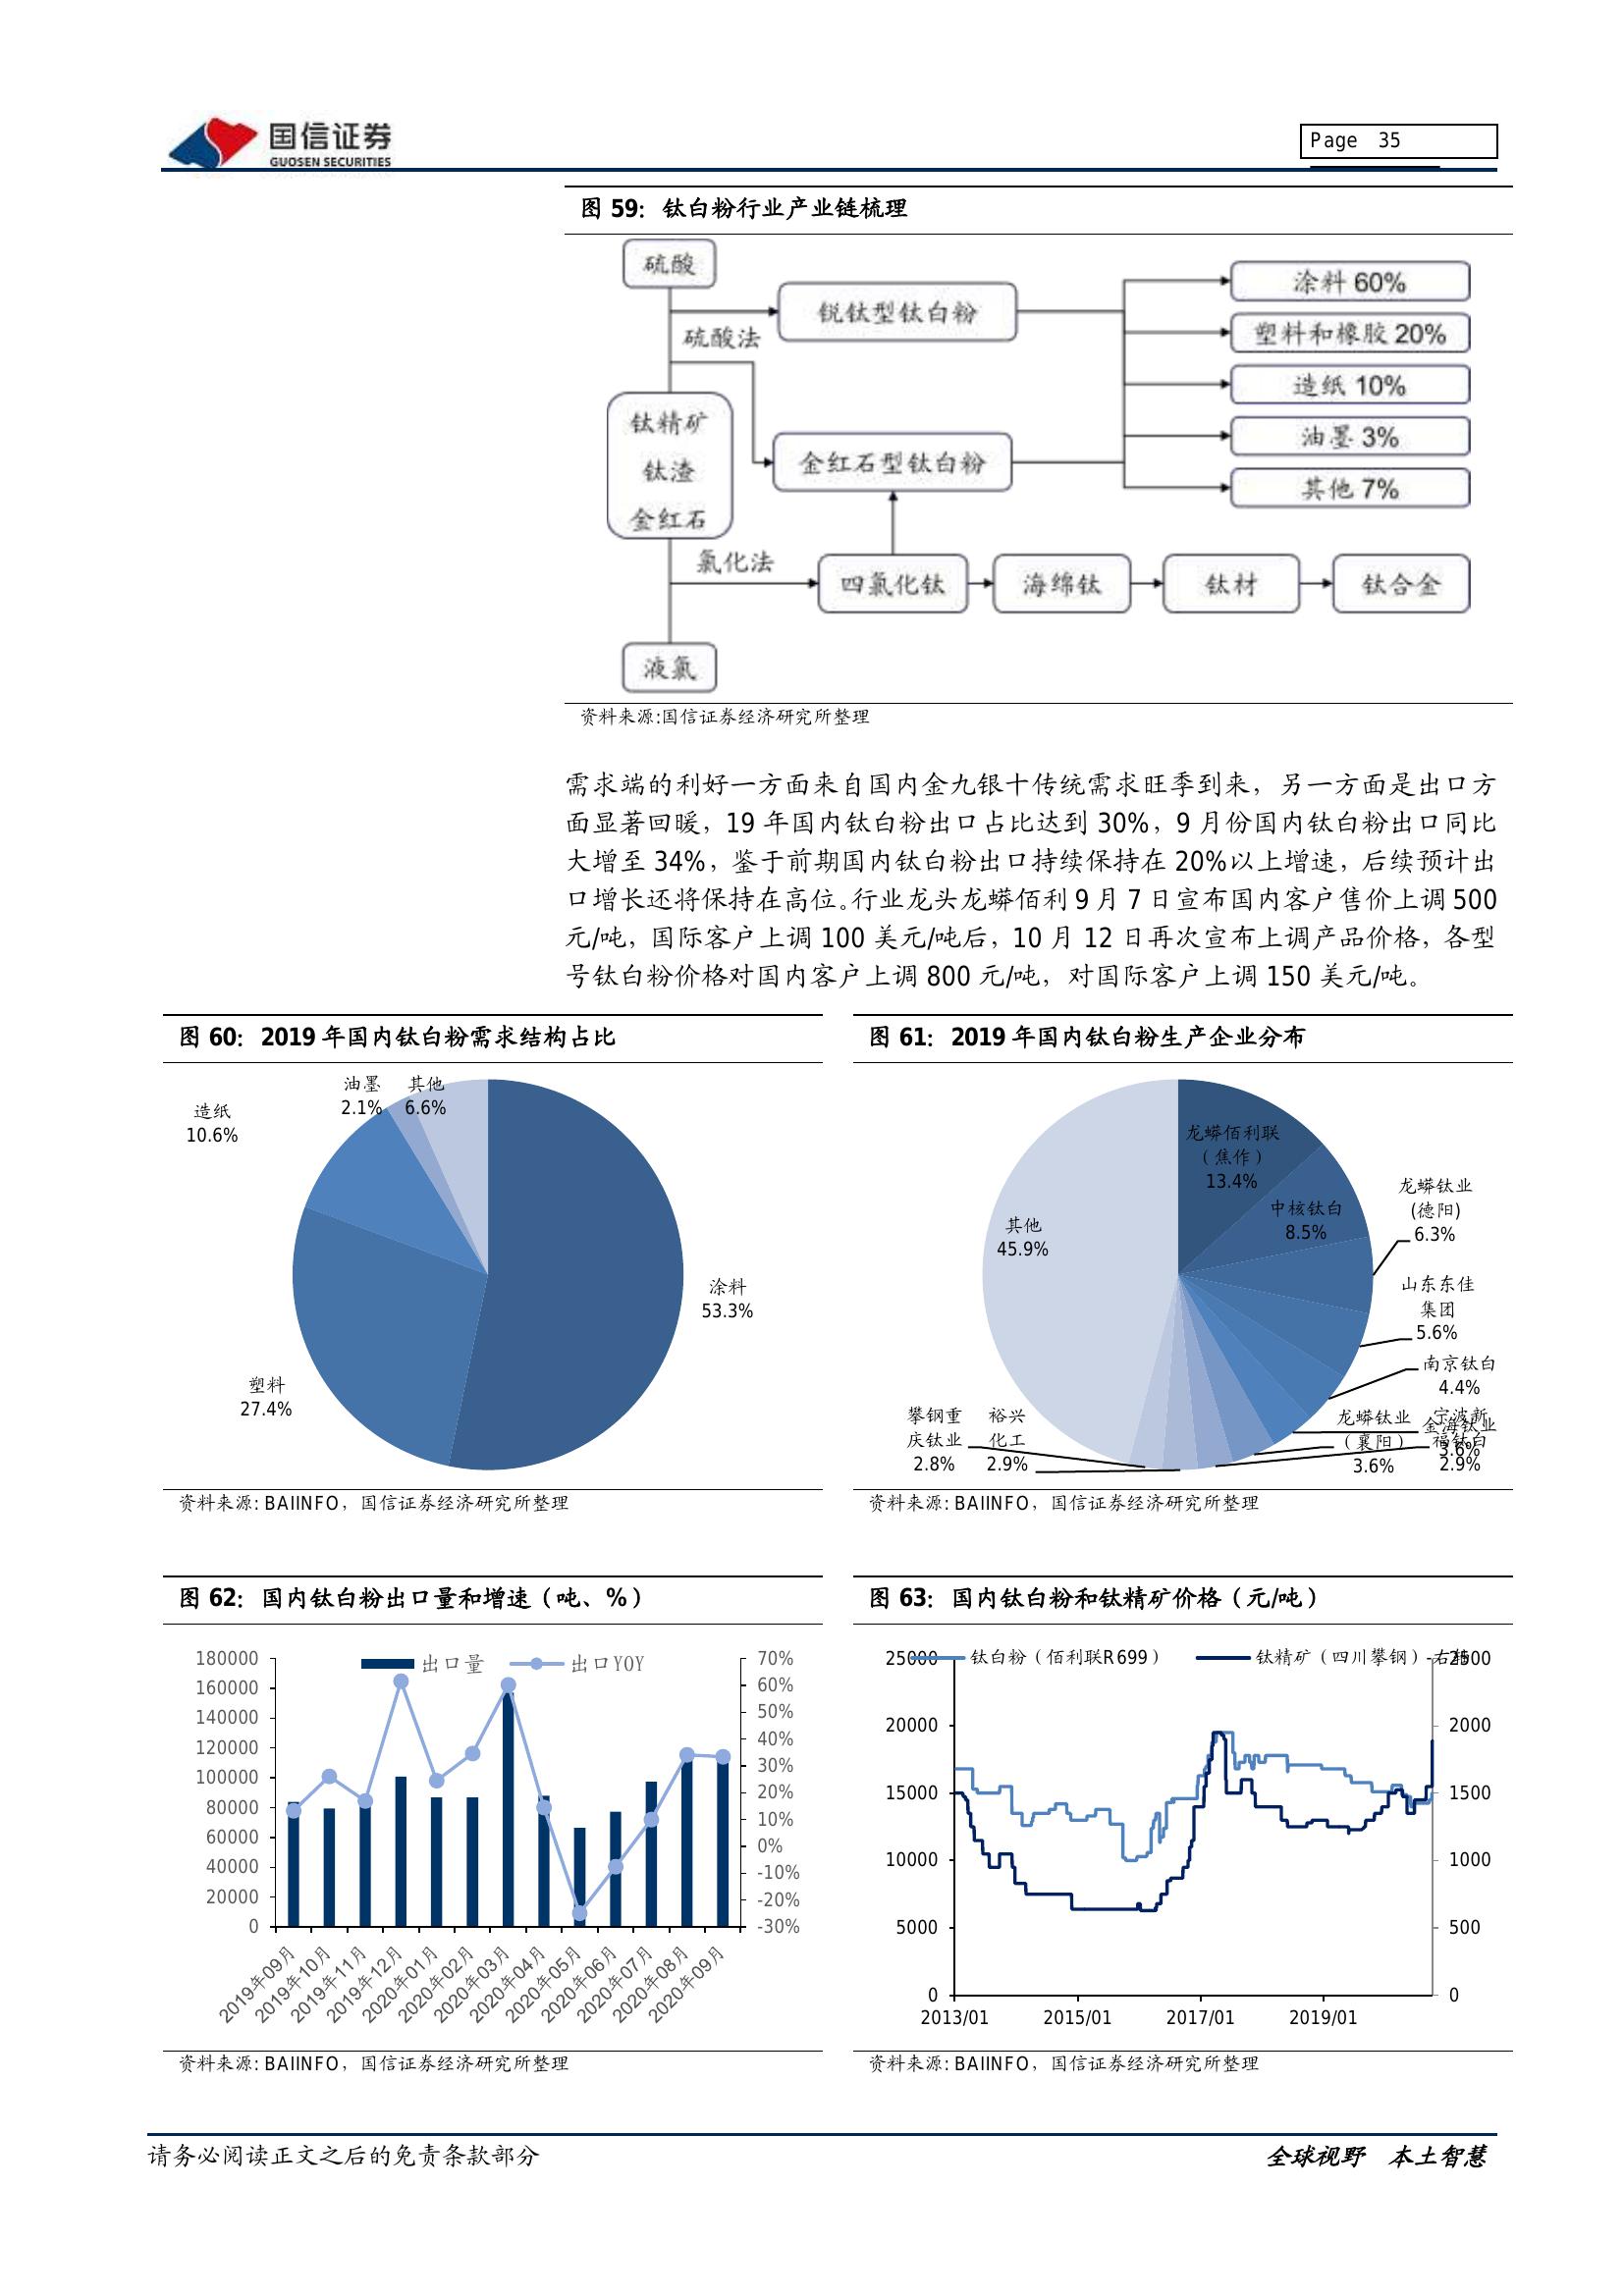 国信证券
GUOSEN SECURITIES
Page 35
图 59：钛白粉行业产业链梳理
硫酸
硫酸法
锐钛型钛白粉
涂料 60%
塑料和橡胶 20%
造纸 10%
油墨 3%
其他 7%
钛精矿
钛渣
金红石
金红石型钛白粉
氯化法
四氯化钛
海绵钛
钛材
钛合金
液氯
资料来源:国信证券经济研究所整理
需求端的利好一方面来自国内金九银十传统需求旺季到来，另一方面是出口方
面显著回暖，19 年国内钛白粉出口占比达到 30%，9 月份国内钛白粉出口同比
大增至 34%，鉴于前期国内钛白粉出口持续保持在 20%以上增速，后续预计出
口增长还将保持在高位。行业龙头龙蟒佰利 9 月 7 日宣布国内客户售价上调 500
元/吨，国际客户上调 100 美元/吨后，10 月 12 日再次宣布上调产品价格，各型
号钛白粉价格对国内客户上调 800 元/吨，对国际客户上调 150 美元/吨。
图 60：2019 年国内钛白粉需求结构占比
油墨
2.1%
其他
6.6%
造纸
10.6%
涂料
53.3%
塑料
27.4%
资料来源: BAIINFO，国信证券经济研究所整理
图 61：2019 年国内钛白粉生产企业分布
龙蟒佰利联
（焦作）
13.4%
中核钛白
8.5%
龙蟒钛业
(德阳)
6.3%
山东东佳
集团
5.6%
南京钛白
4.4%
金海钛业
3.6%
龙蟒钛业
（襄阳）
3.6%
宁波新
福钛白
2.9%
裕兴
化工
2.9%
攀钢重
庆钛业
2.8%
其他
45.9%
资料来源: BAIINFO，国信证券经济研究所整理
图 62：国内钛白粉出口量和增速（吨、%）
出口量
出口YOY
180000
160000
140000
120000
100000
80000
60000
40000
20000
0
70%
60%
50%
40%
30%
20%
10%
0%
-10%
-20%
-30%
2019年09月
2019年10月
2019年11月
2019年12月
2020年01月
2020年02月
2020年03月
2020年04月
2020年05月
2020年06月
2020年07月
2020年08月
2020年09月
资料来源: BAIINFO，国信证券经济研究所整理
图 63：国内钛白粉和钛精矿价格（元/吨）
钛白粉（佰利联R699）
钛精矿（四川攀钢）-右轴
25000
20000
15000
10000
5000
0
2500
2000
1500
1000
500
0
2013/01
2015/01
2017/01
2019/01
资料来源: BAIINFO，国信证券经济研究所整理
请务必阅读正文之后的免责条款部分
全球视野 本土智慧